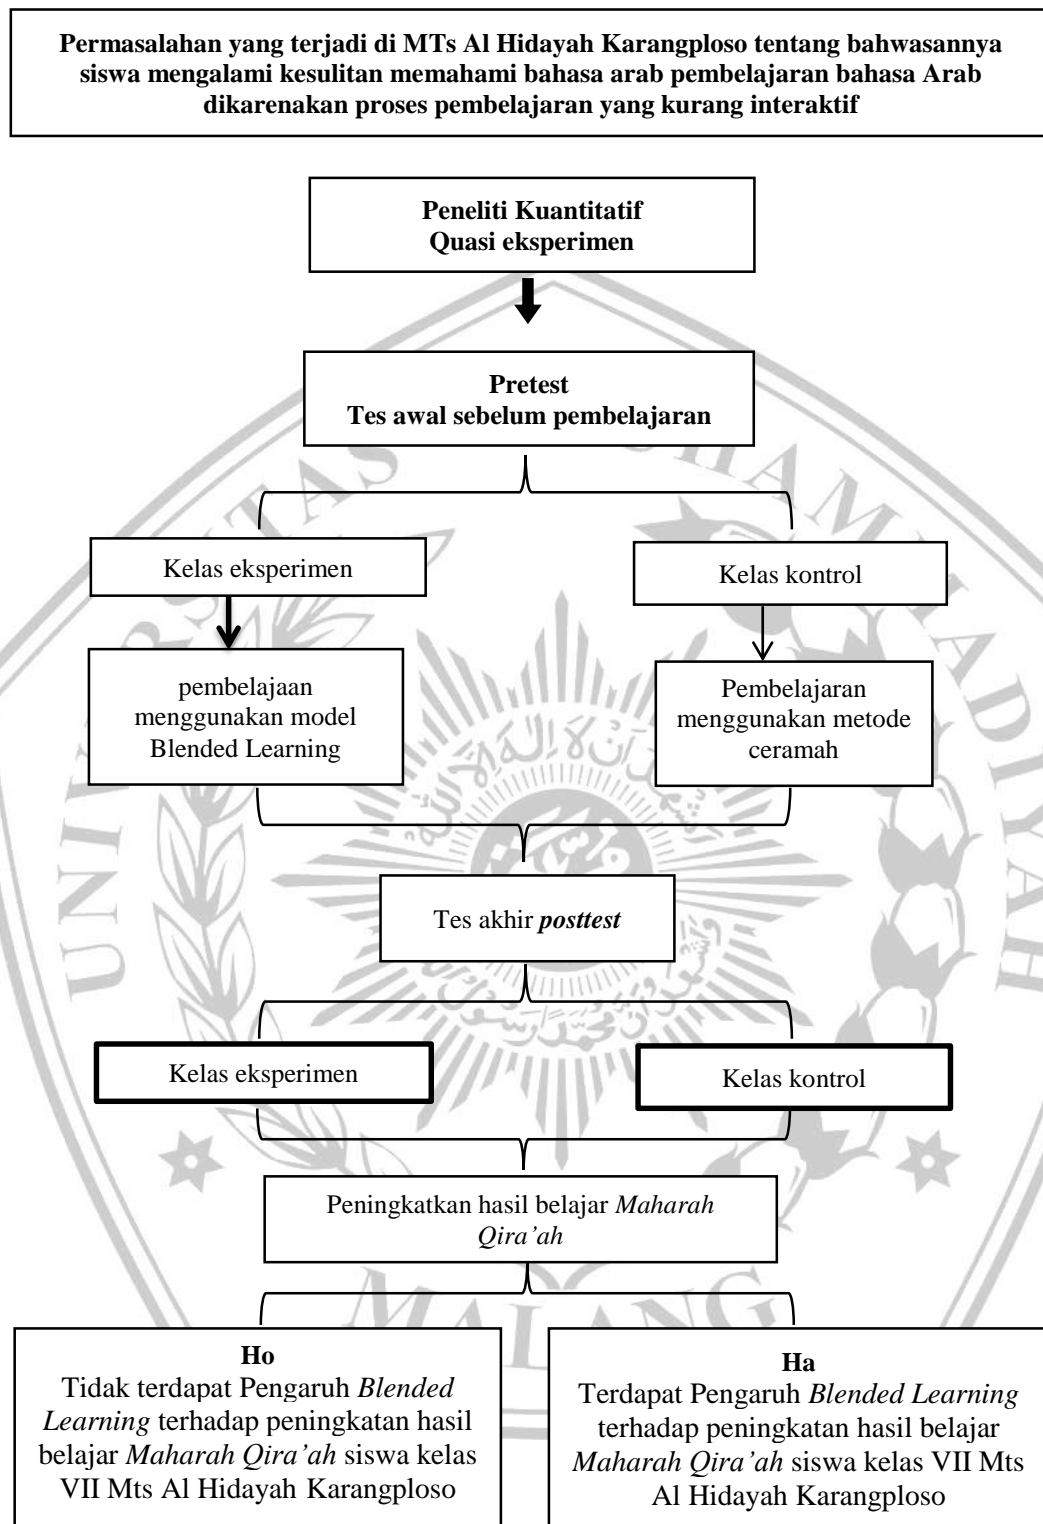 Permasalahan yang terjadi di MTs Al Hidayah Karangploso tentang bahwasannya
siswa mengalami kesulitan memahami bahasa arab pembelajaran bahasa Arab
dikarenakan proses pembelajaran yang kurang interaktif
Peneliti Kuantitatif
Quasi eksperimen
Pretest
Tes awal sebelum pembelajaran
Kelas eksperimen
Kelas kontrol
pembelajaan
menggunakan model
Blended Learning
Pembelajaran
menggunakan metode
ceramah
Tes akhir posttest
Kelas eksperimen
Kelas kontrol
Peningkatkan hasil belajar Maharah
Qira’ah
Ho
Tidak terdapat Pengaruh Blended
Learning terhadap peningkatan hasil
belajar Maharah Qira’ah siswa kelas
VII Mts Al Hidayah Karangploso
Ha
Terdapat Pengaruh Blended Learning
terhadap peningkatan hasil belajar
Maharah Qira’ah siswa kelas VII Mts
Al Hidayah Karangploso
MALANG